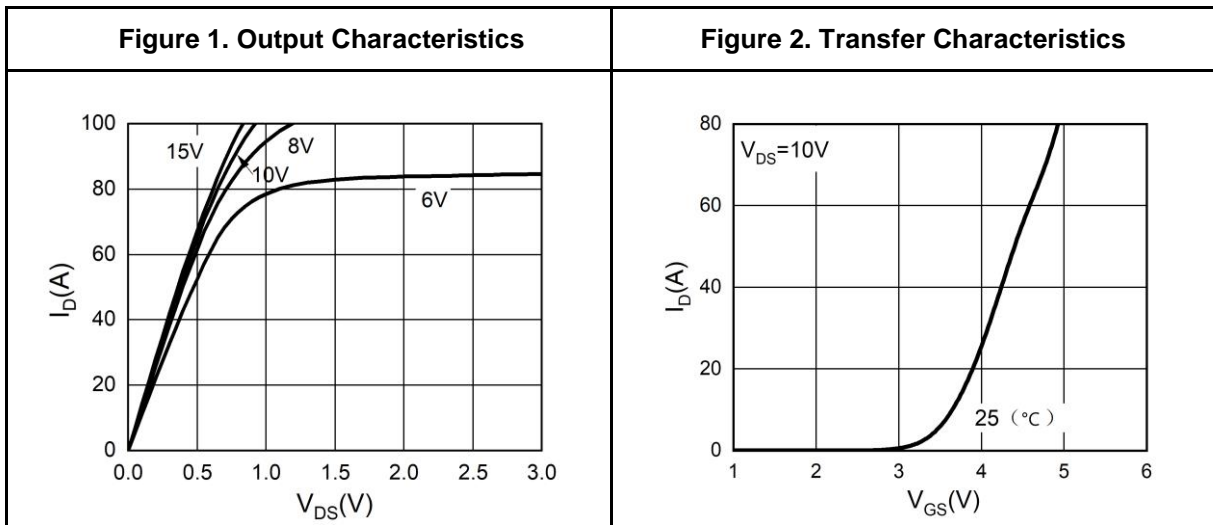 Figure 1. Output Characteristics
Figure 2. Transfer Characteristics
100
80
60
40
20
0
0.0 0.5 1.0 1.5 2.0 2.5 3.0
15V
10V
8V
6V
I_D(A)
V_DS(V)
80
60
40
20
0
1 2 3 4 5 6
V_DS=10V
25（°C）
I_D(A)
V_GS(V)